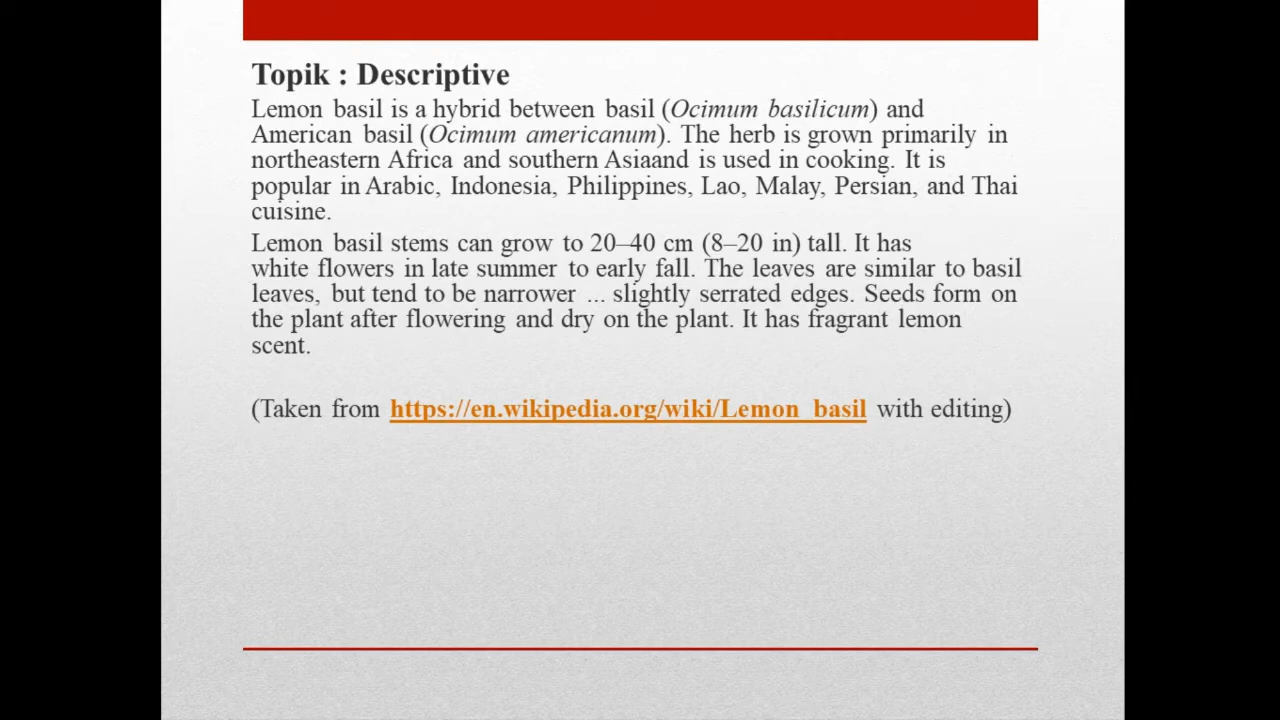 Topik : Descriptive
Lemon basil is a hybrid between basil (Ocimum basilicum) and
American basil (Ocimum americanum). The herb is grown primarily in
northeastern Africa and southern Asiaand is used in cooking. It is
popular in Arabic, Indonesia, Philippines, Lao, Malay, Persian, and Thai
cuisine.
Lemon basil stems can grow to 20–40 cm (8–20 in) tall. It has
white flowers in late summer to early fall. The leaves are similar to basil
leaves, but tend to be narrower ... slightly serrated edges. Seeds form on
the plant after flowering and dry on the plant. It has fragrant lemon
scent.
(Taken from https://en.wikipedia.org/wiki/Lemon_basil with editing)